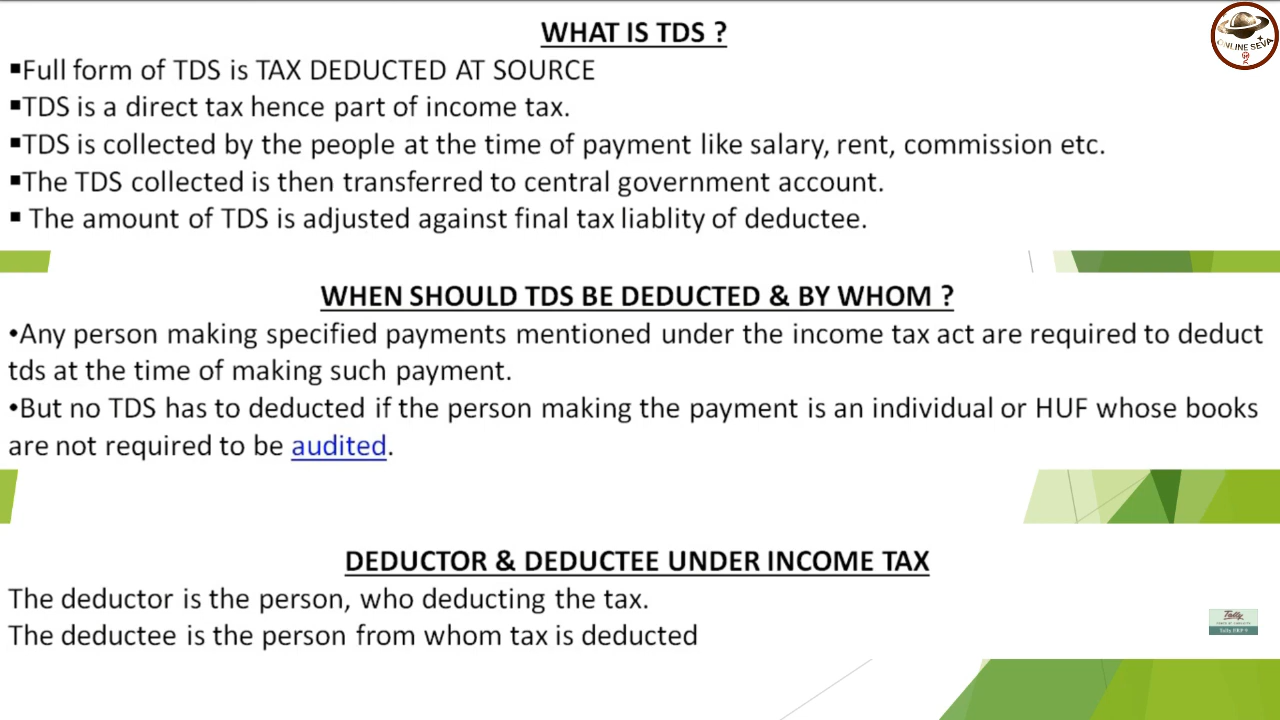 WHAT IS TDS ?
ONLINE SEVA
▪Full form of TDS is TAX DEDUCTED AT SOURCE
▪TDS is a direct tax hence part of income tax.
▪TDS is collected by the people at the time of payment like salary, rent, commission etc.
▪The TDS collected is then transferred to central government account.
▪ The amount of TDS is adjusted against final tax liablity of deductee.
WHEN SHOULD TDS BE DEDUCTED & BY WHOM ?
•Any person making specified payments mentioned under the income tax act are required to deduct
tds at the time of making such payment.
•But no TDS has to deducted if the person making the payment is an individual or HUF whose books
are not required to be audited.
DEDUCTOR & DEDUCTEE UNDER INCOME TAX
The deductor is the person, who deducting the tax.
The deductee is the person from whom tax is deducted
Tally
Tally.ERP 9